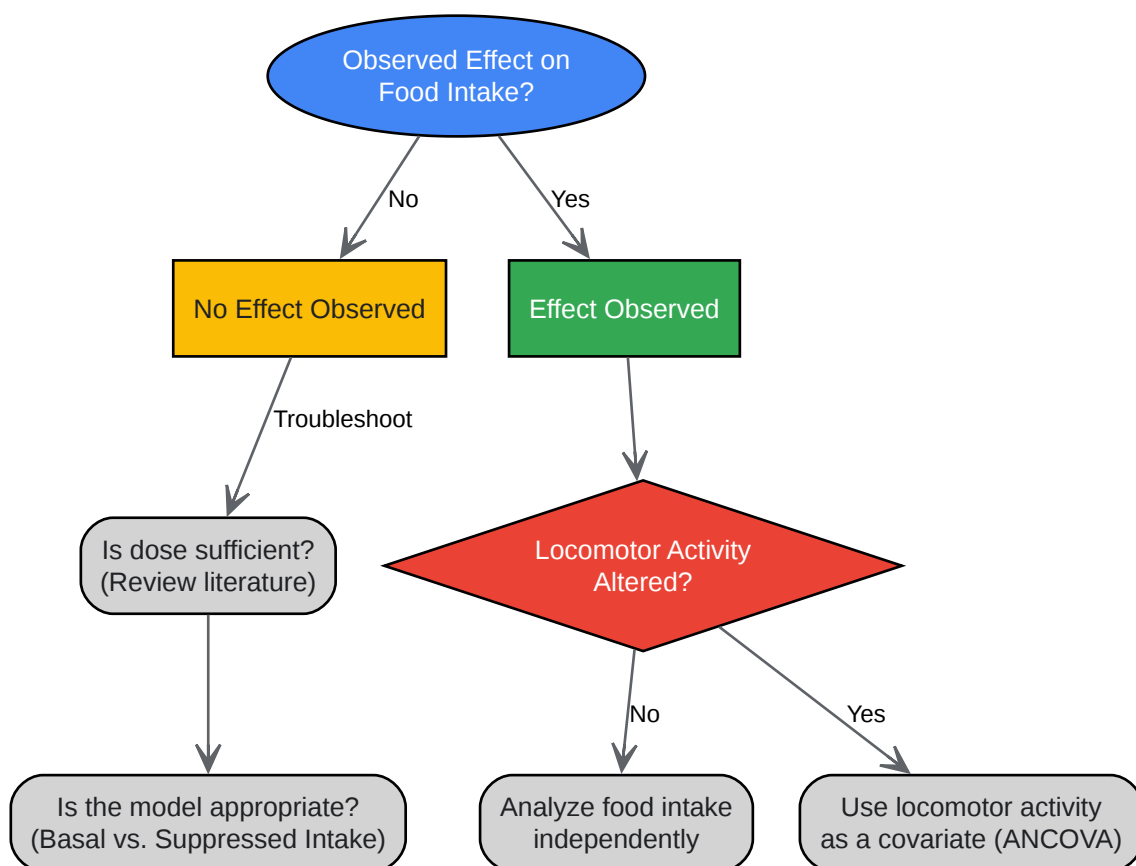 Observed Effect on
Food Intake?
No
Yes
No Effect Observed
Effect Observed
Troubleshoot
Is dose sufficient?
(Review literature)
Locomotor Activity
Altered?
No
Yes
Is the model appropriate?
(Basal vs. Suppressed Intake)
Analyze food intake
independently
Use locomotor activity
as a covariate (ANCOVA)